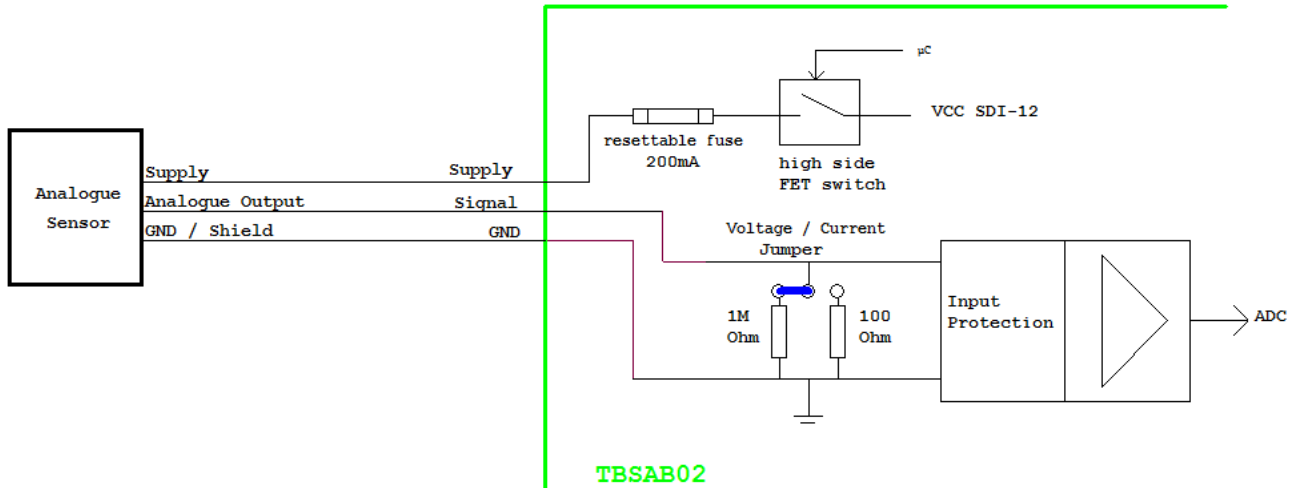 µC
VCC SDI-12
resettable fuse
200mA
high side
FET switch
Analogue
Sensor
Supply
Supply
Analogue Output
Signal
GND / Shield
GND
Voltage / Current
Jumper
1M
Ohm
100
Ohm
Input
Protection
ADC
TBSAB02